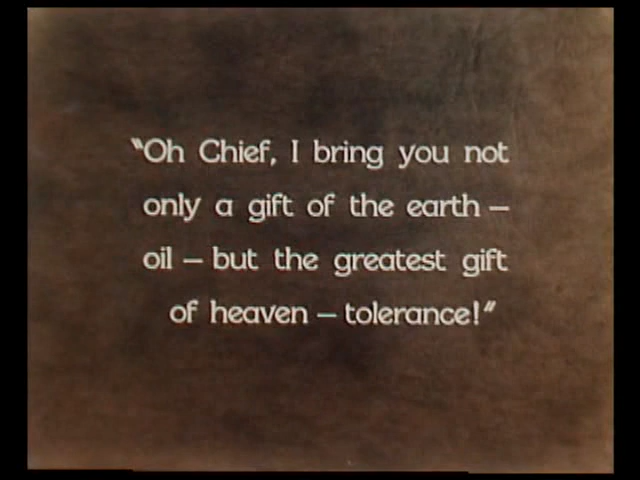 "Oh Chief, I bring you not
only a gift of the earth —
oil — but the greatest gift
of heaven — tolerance!"